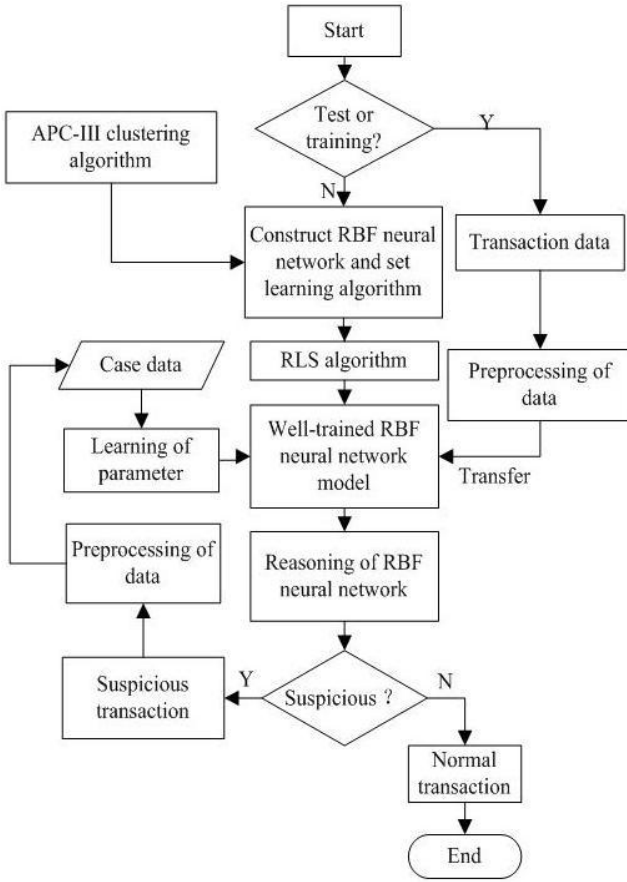 Start
Test or
training?
Y
N
APC-III clustering
algorithm
Construct RBF neural
network and set
learning algorithm
Transaction data
RLS algorithm
Preprocessing of
data
Case data
Learning of
parameter
Well-trained RBF
neural network
model
Transfer
Preprocessing of
data
Reasoning of RBF
neural network
Suspicious
transaction
Y
Suspicious ?
N
Normal
transaction
End